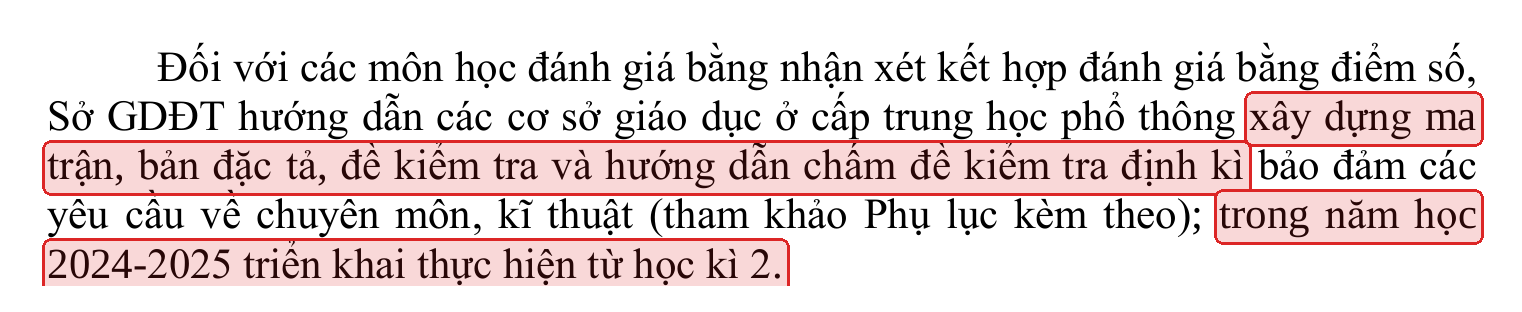 Đối với các môn học đánh giá bằng nhận xét kết hợp đánh giá bằng điểm số,
Sở GDĐT hướng dẫn các cơ sở giáo dục ở cấp trung học phổ thông xây dựng ma
trận, bản đặc tả, đề kiểm tra và hướng dẫn chấm đề kiểm tra định kì bảo đảm các
yêu cầu về chuyên môn, kĩ thuật (tham khảo Phụ lục kèm theo); trong năm học
2024-2025 triển khai thực hiện từ học kì 2.